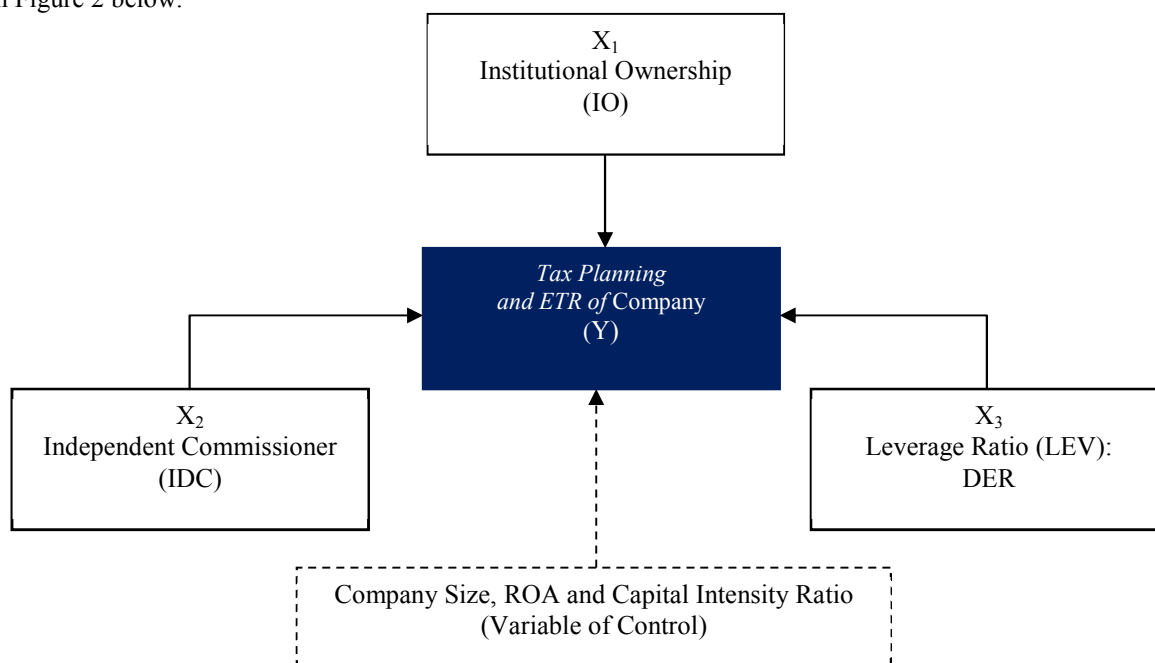 Figure 2 below.
X₁
Institutional Ownership
(IO)
Tax Planning
and ETR of Company
(Y)
X₂
Independent Commissioner
(IDC)
X₃
Leverage Ratio (LEV):
DER
Company Size, ROA and Capital Intensity Ratio
(Variable of Control)